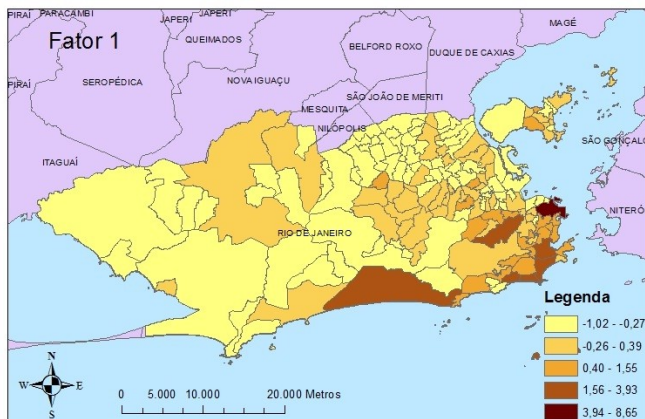 Fator 1
PIRAÍ
PARACAMBI
JAPERI
JAPERI
QUEIMADOS
MAGÉ
BELFORD ROXO
DUQUE DE CAXIAS
PIRAÍ
SEROPÉDICA
NOVA IGUAÇU
SÃO JOÃO DE MERITI
MESQUITA
NILÓPOLIS
SÃO GONÇALO
ITAGUAÍ
NITERÓ
RIO DE JANEIRO
Legenda
-1,02 - -0,27
-0,26 - 0,39
0,40 - 1,55
1,56 - 3,93
3,94 - 8,65
N
W E
S
0 5.000 10.000 20.000 Metros